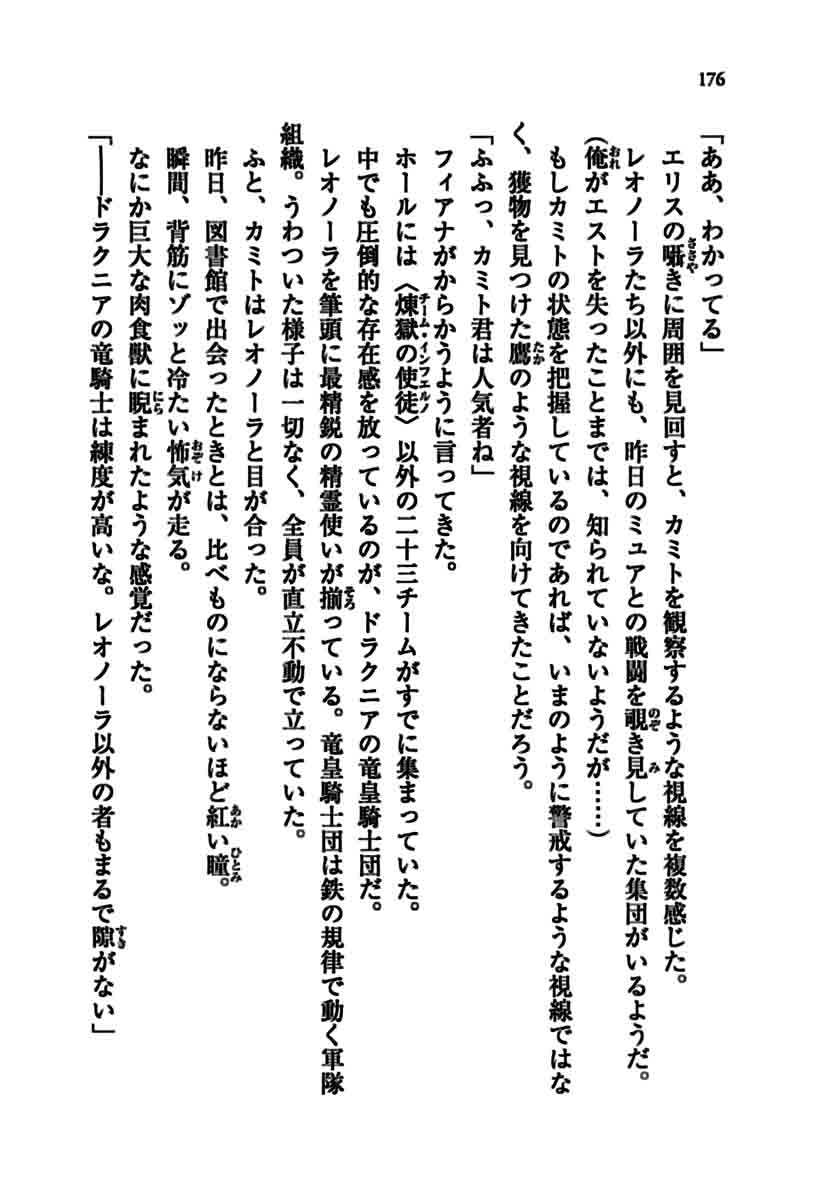 176
「ああ、わかってる」
エリスの囁きに周囲を見回すと、カミトを観察するような視線を複数感じた。
レオノーラたち以外にも、昨日のミュアとの戦闘を覗き見していた集団がいるようだ。
(俺がエストを失ったことまでは、知られていないようだが……)
もしカミトの状態を把握しているのであれば、いまのように警戒するような視線ではな
く、獲物を見つけた鷹のような視線を向けてきたことだろう。
「ふふっ、カミト君は人気者ね」
フィアナがからかうように言ってきた。
ホールには〈煉獄の使徒〉以外の二十三チームがすでに集まっていた。
中でも圧倒的な存在感を放っているのが、ドラクニアの竜皇騎士団だ。
レオノーラを筆頭に最精鋭の精霊使いが揃っている。竜皇騎士団は鉄の規律で動く軍隊
組織。うわついた様子は一切なく、全員が直立不動で立っていた。
ふと、カミトはレオノーラと目が合った。
昨日、図書館で出会ったときとは、比べものにならないほど紅い瞳。
瞬間、背筋にゾッと冷たい怖気が走る。
なにか巨大な肉食獣に睨まれたような感覚だった。
「――ドラクニアの竜騎士は練度が高いな。レオノーラ以外の者もまるで隙がない」